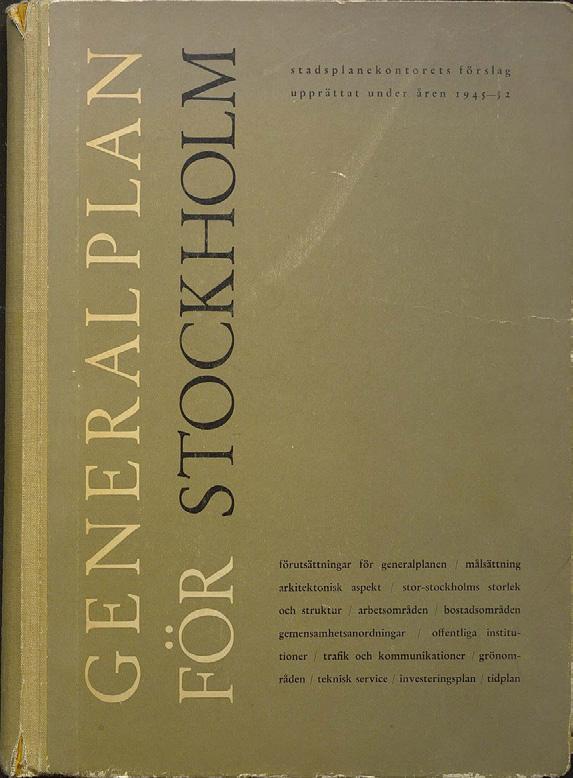 GENERALPLAN
FÖR STOCKHOLM
stadsplanekontorets förslag
upprättat under åren 1945—52
förutsättningar för generalplanen / målsättning
arkitektonisk aspekt / stor-stockholms storlek
och struktur / arbetsområden / bostadsområden
gemensamhetsanordningar / offentliga institu-
tioner / trafik och kommunikationer / grönom-
råden / teknisk service / investeringsplan / tidplan